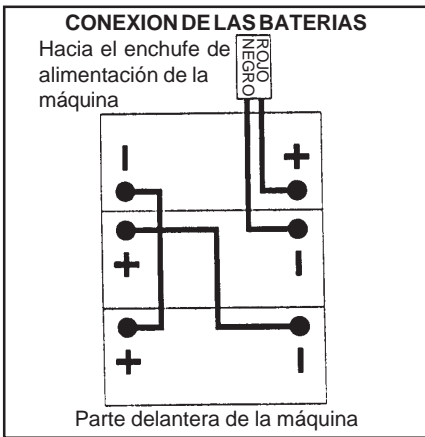 CONEXION DE LAS BATERIAS
Hacia el enchufe de
alimentación de la
máquina
ROJO
NEGRO
− +
+ −
+ −
Parte delantera de la máquina